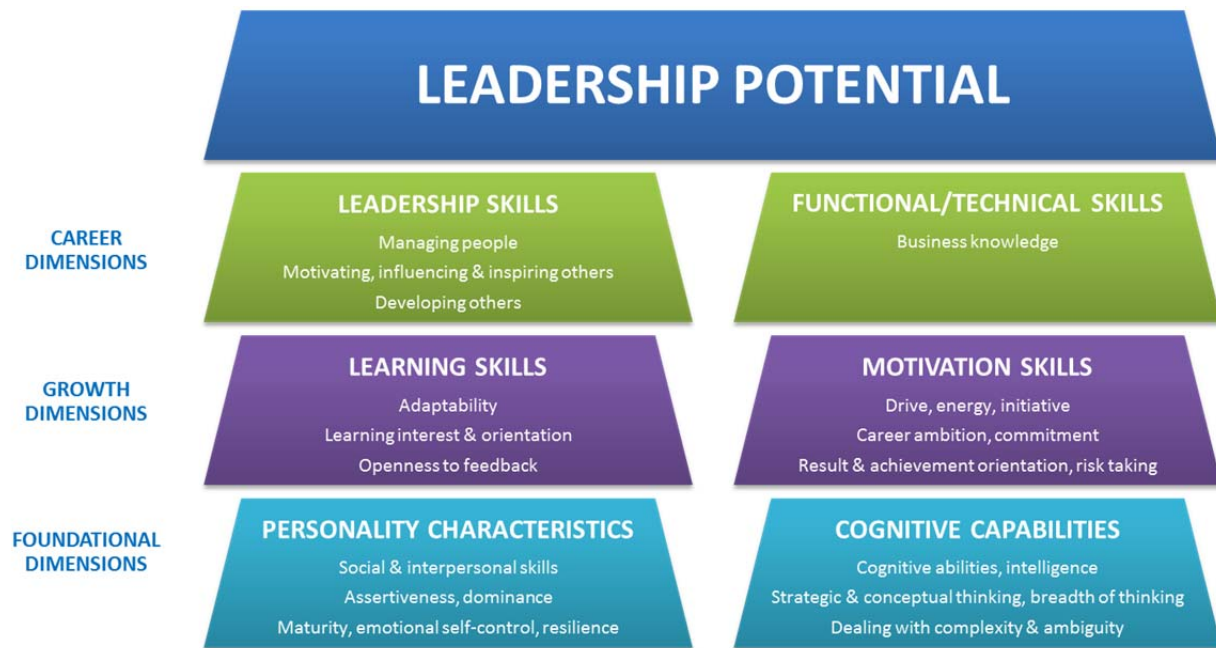 LEADERSHIP POTENTIAL
CAREER
DIMENSIONS
LEADERSHIP SKILLS
Managing people
Motivating, influencing & inspiring others
Developing others
FUNCTIONAL/TECHNICAL SKILLS
Business knowledge
GROWTH
DIMENSIONS
LEARNING SKILLS
Adaptability
Learning interest & orientation
Openness to feedback
MOTIVATION SKILLS
Drive, energy, initiative
Career ambition, commitment
Result & achievement orientation, risk taking
FOUNDATIONAL
DIMENSIONS
PERSONALITY CHARACTERISTICS
Social & interpersonal skills
Assertiveness, dominance
Maturity, emotional self-control, resilience
COGNITIVE CAPABILITIES
Cognitive abilities, intelligence
Strategic & conceptual thinking, breadth of thinking
Dealing with complexity & ambiguity